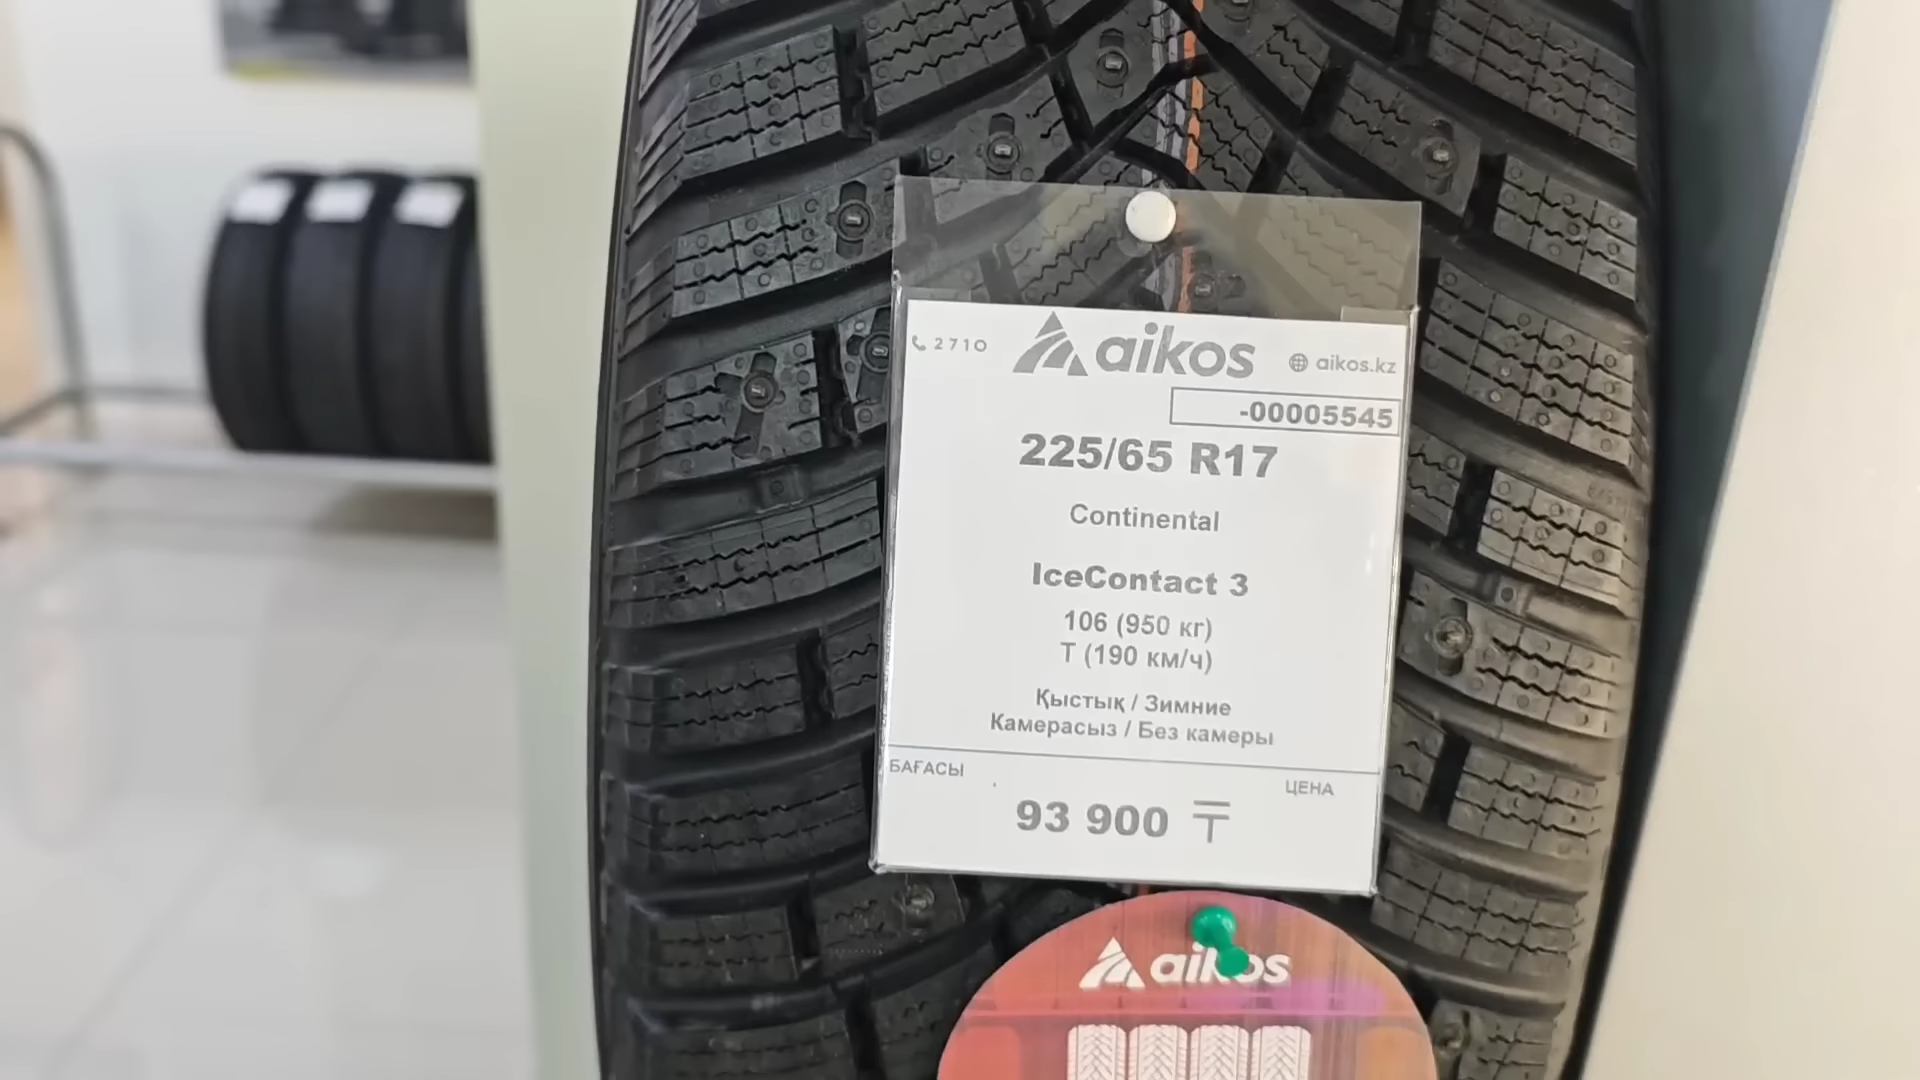 2710
aikos
aikos.kz
-00005545
225/65 R17
Continental
IceContact 3
106 (950 кг)
T (190 км/ч)
Қыстық / Зимние
Камерасыз / Без камеры
БАҒАСЫ
ЦЕНА
93 900 ₸
aikos